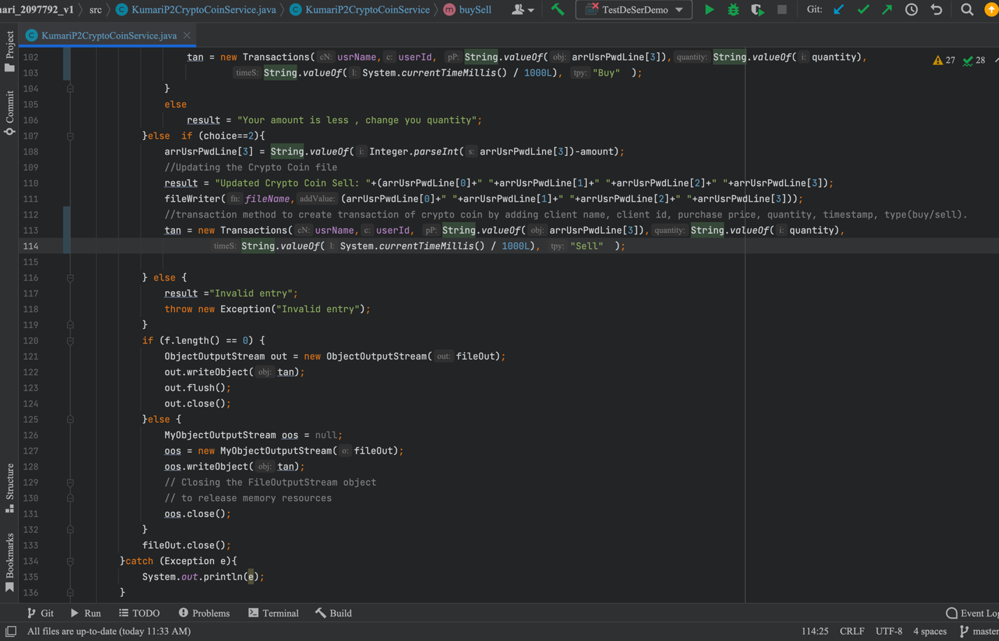 nari_2097792_v1 src KumariP2CryptoCoinService.java KumariP2CryptoCoinService m buySell TestDeSerDemo Git:
C KumariP2CryptoCoinService.java
27 28
102 tan = new Transactions( cN: usrName, c: userId, pP: String.valueOf( obj: arrUsrPwdLine[3]), quantity: String.valueOf( i: quantity),
103 timeS: String.valueOf( l: System.currentTimeMillis() / 1000L), tpy: "Buy" );
104 }
105 else
106 result = "Your amount is less , change you quantity";
107 }else if (choice==2){
108 arrUsrPwdLine[3] = String.valueOf( i: Integer.parseInt( s: arrUsrPwdLine[3])-amount);
109 //Updating the Crypto Coin file
110 result = "Updated Crypto Coin Sell: "+(arrUsrPwdLine[0]+" "+arrUsrPwdLine[1]+" "+arrUsrPwdLine[2]+" "+arrUsrPwdLine[3]);
111 fileWriter( fn: fileName, addValue: (arrUsrPwdLine[0]+" "+arrUsrPwdLine[1]+" "+arrUsrPwdLine[2]+" "+arrUsrPwdLine[3]));
112 //transaction method to create transaction of crypto coin by adding client name, client id, purchase price, quantity, timestamp, type(buy/sell).
113 tan = new Transactions( cN: usrName, c: userId, pP: String.valueOf( obj: arrUsrPwdLine[3]), quantity: String.valueOf( i: quantity),
114 timeS: String.valueOf( l: System.currentTimeMillis() / 1000L), tpy: "Sell" );
115
116 } else {
117 result ="Invalid entry";
118 throw new Exception("Invalid entry");
119 }
120 if (f.length() == 0) {
121 ObjectOutputStream out = new ObjectOutputStream( out: fileOut);
122 out.writeObject( obj: tan);
123 out.flush();
124 out.close();
125 }else {
126 MyObjectOutputStream oos = null;
127 oos = new MyObjectOutputStream( o: fileOut);
128 oos.writeObject( obj: tan);
129 // Closing the FileOutputStream object
130 // to release memory resources
131 oos.close();
132 }
133 fileOut.close();
134 }catch (Exception e){
135 System.out.println(e);
136 }
Project
Commit
Structure
Bookmarks
Git Run TODO Problems Terminal Build Event Log
All files are up-to-date (today 11:33 AM) 114:25 CRLF UTF-8 4 spaces master